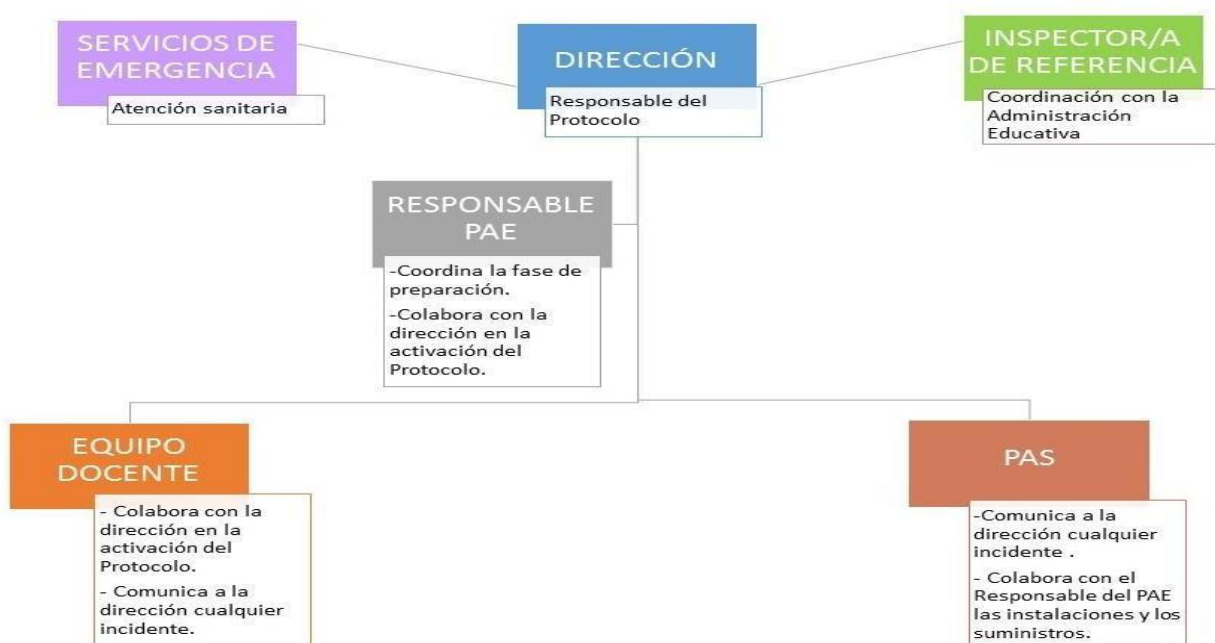 SERVICIOS DE
EMERGENCIA
Atención sanitaria
DIRECCIÓN
Responsable del
Protocolo
INSPECTOR/A
DE REFERENCIA
Coordinación con la
Administración
Educativa
RESPONSABLE
PAE
-Coordina la fase de
preparación.
-Colabora con la
dirección en la
activación del
Protocolo.
EQUIPO
DOCENTE
- Colabora con la
dirección en la
activación del
Protocolo.
- Comunica a la
dirección cualquier
incidente.
PAS
-Comunica a la
dirección cualquier
incidente .
- Colabora con el
Responsable del PAE
las instalaciones y los
suministros.